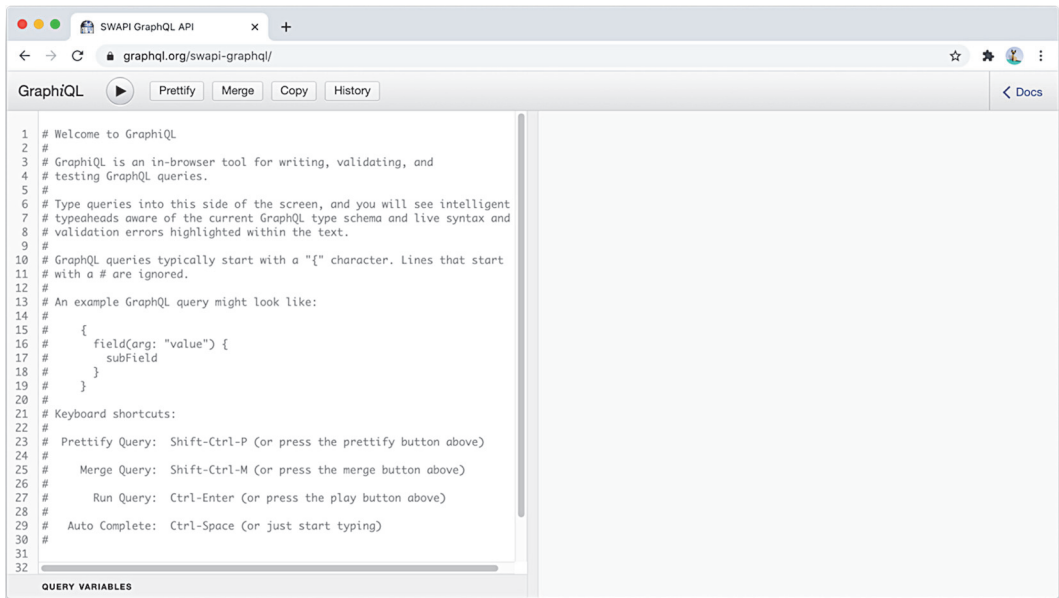 SWAPI GraphQL API
graphql.org/swapi-graphql/
GraphiQL Prettify Merge Copy History Docs
1 # Welcome to GraphiQL
2 #
3 # GraphiQL is an in-browser tool for writing, validating, and
4 # testing GraphQL queries.
5 #
6 # Type queries into this side of the screen, and you will see intelligent
7 # typeaheads aware of the current GraphQL type schema and live syntax and
8 # validation errors highlighted within the text.
9 #
10 # GraphQL queries typically start with a "{" character. Lines that start
11 # with a # are ignored.
12 #
13 # An example GraphQL query might look like:
14 #
15 #     {
16 #       field(arg: "value") {
17 #         subField
18 #       }
19 #     }
20 #
21 # Keyboard shortcuts:
22 #
23 #  Prettify Query:  Shift-Ctrl-P (or press the prettify button above)
24 #
25 #     Merge Query:  Shift-Ctrl-M (or press the merge button above)
26 #
27 #       Run Query:  Ctrl-Enter (or press the play button above)
28 #
29 #   Auto Complete:  Ctrl-Space (or just start typing)
30 #
31
32
QUERY VARIABLES